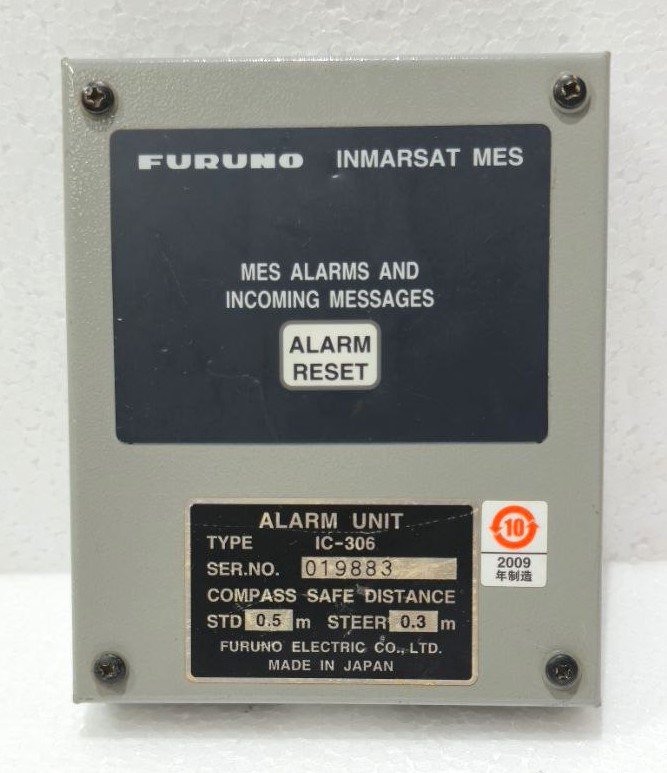 FURUNO INMARSAT MES
MES ALARMS AND
INCOMING MESSAGES
ALARM
RESET
ALARM UNIT
TYPE IC-306
SER.NO. 019883
COMPASS SAFE DISTANCE
STD 0.5 m STEER 0.3 m
FURUNO ELECTRIC CO., LTD.
MADE IN JAPAN
10
2009
年制造